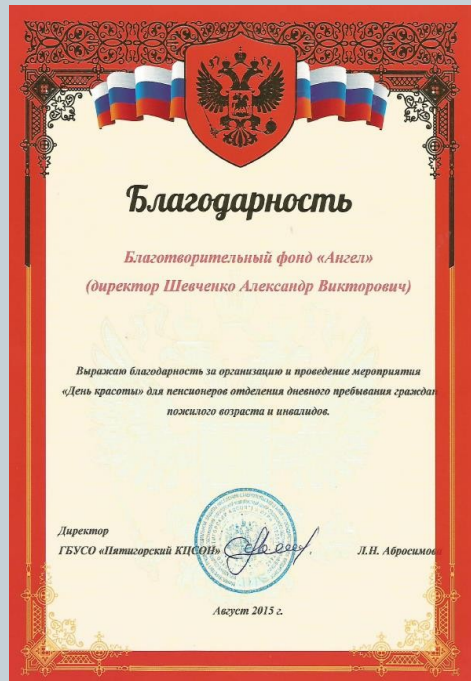 Благодарность
Благотворительный фонд «Ангел»
(директор Шевченко Александр Викторович)
Выражаю благодарность за организацию и проведение мероприятия
«День красоты» для пенсионеров отделения дневного пребывания граждан
пожилого возраста и инвалидов.
Директор
ГБУСО «Пятигорский КЦСОН»
Л.Н. Абросимова
Август 2015 г.